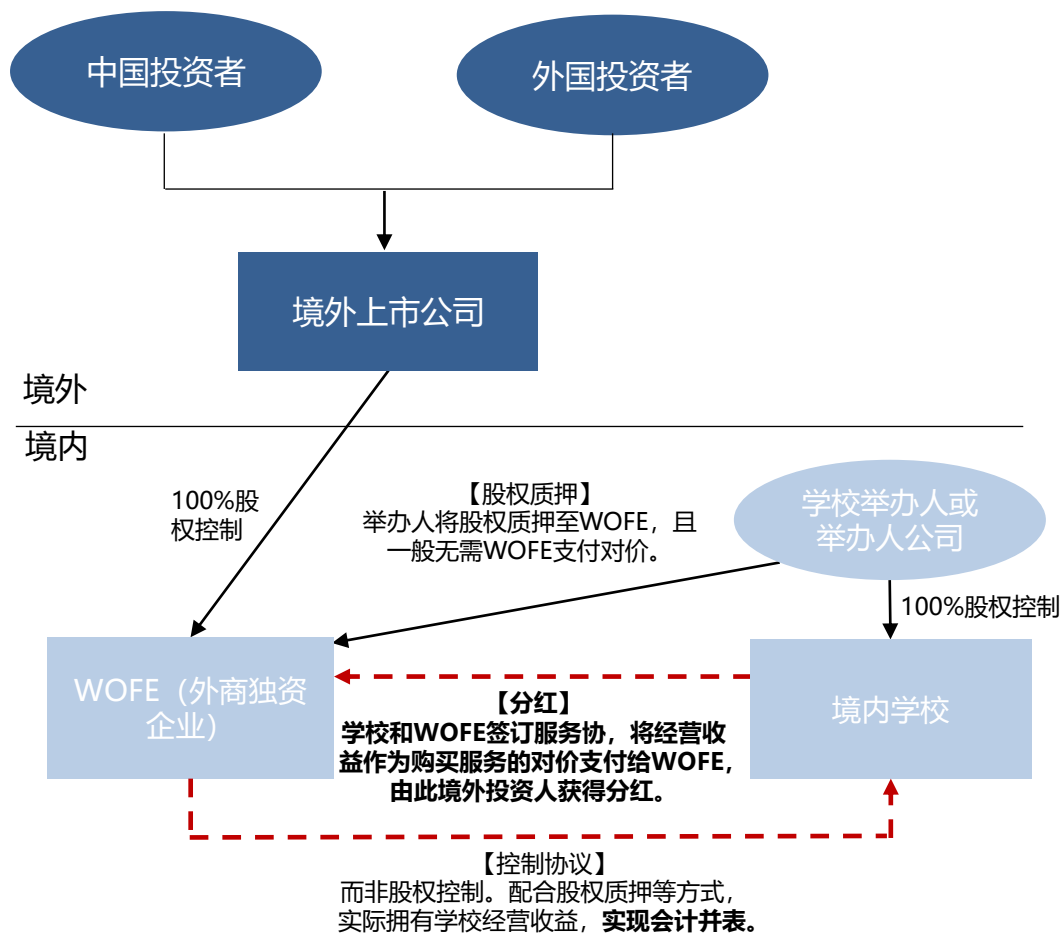 中国投资者
外国投资者
境外上市公司
境外
境内
100%股
权控制
【股权质押】
举办人将股权质押至WOFE，且
一般无需WOFE支付对价。
学校举办人或
举办人公司
100%股权控制
WOFE（外商独资
企业）
境内学校
【分红】
学校和WOFE签订服务协，将经营收
益作为购买服务的对价支付给WOFE，
由此境外投资人获得分红。
【控制协议】
而非股权控制。配合股权质押等方式，
实际拥有学校经营收益，实现会计并表。